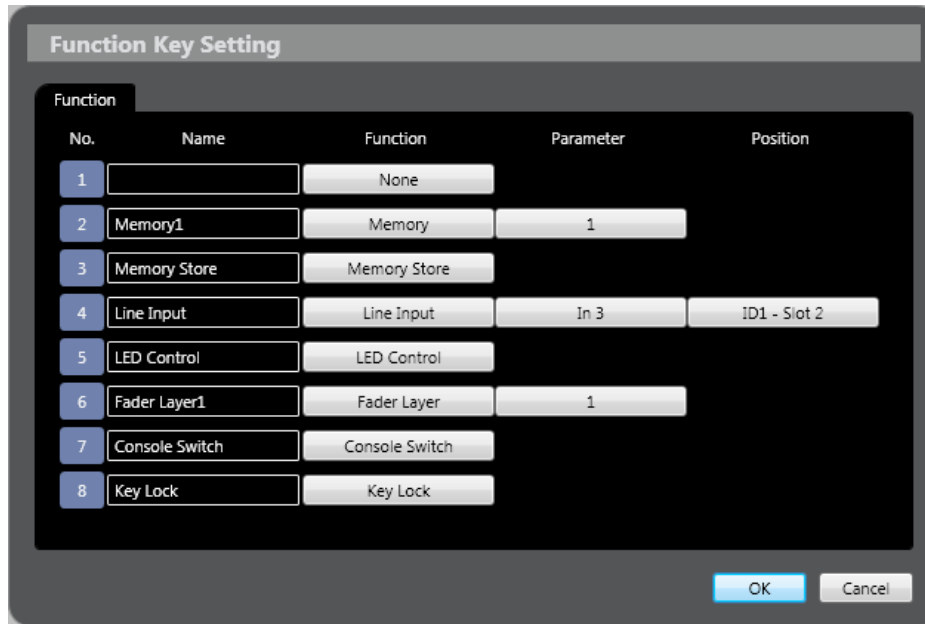 Function Key Setting
Function
No. Name Function Parameter Position
1 None
2 Memory1 Memory 1
3 Memory Store Memory Store
4 Line Input Line Input In 3 ID1 - Slot 2
5 LED Control LED Control
6 Fader Layer1 Fader Layer 1
7 Console Switch Console Switch
8 Key Lock Key Lock
OK Cancel